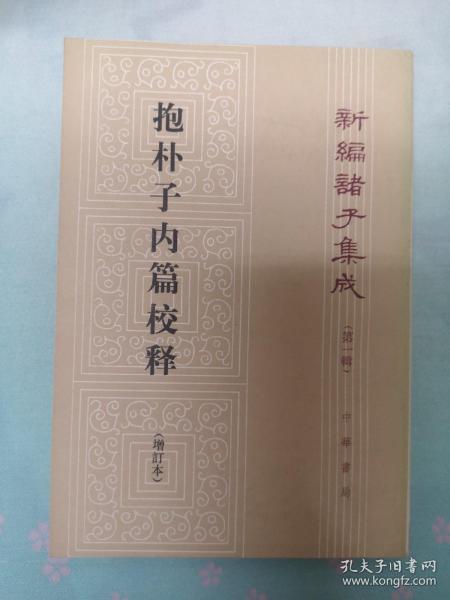 新編諸子集成
(第一輯)
中華書局
抱朴子内篇校释
(增訂本)
孔夫子旧书网
www.kongfz.com